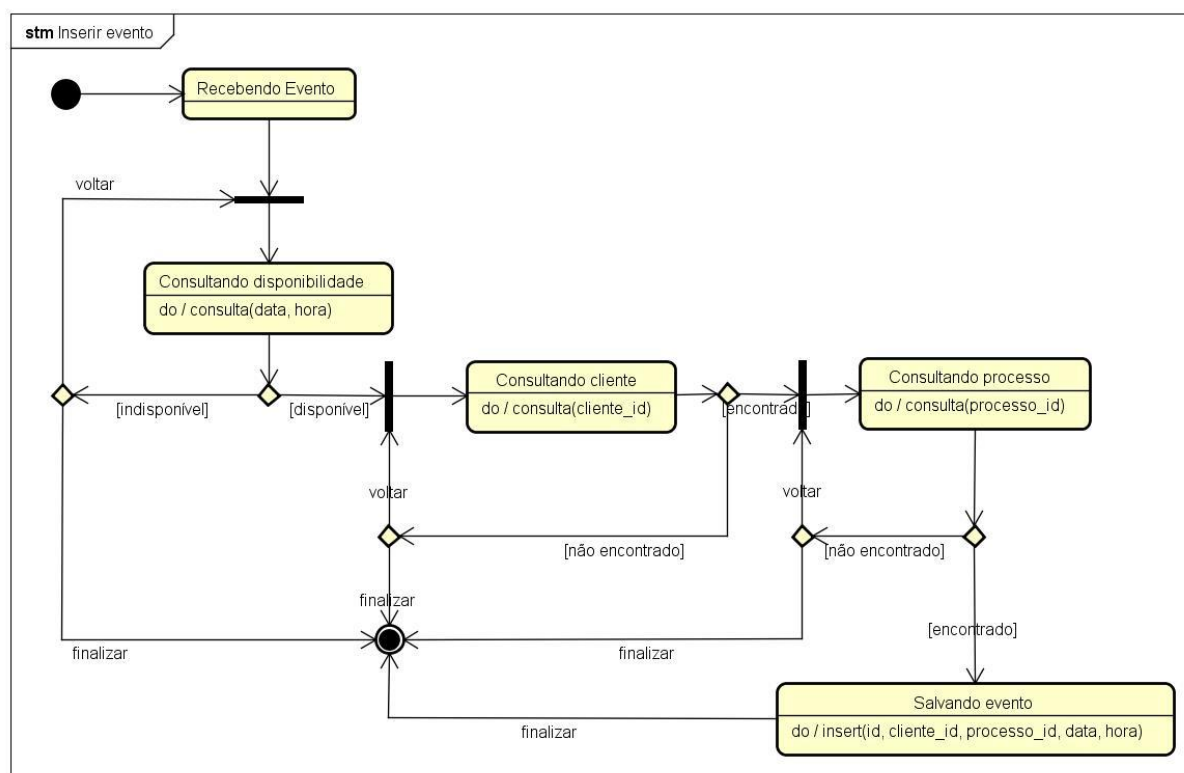 stm Inserir evento
Recebendo Evento
voltar
Consultando disponibilidade
do / consulta(data, hora)
[indisponível]
[disponível]
Consultando cliente
do / consulta(cliente_id)
[encontrado]
Consultando processo
do / consulta(processo_id)
voltar
voltar
[não encontrado]
[não encontrado]
finalizar
[encontrado]
finalizar
finalizar
Salvando evento
do / insert(id, cliente_id, processo_id, data, hora)
finalizar